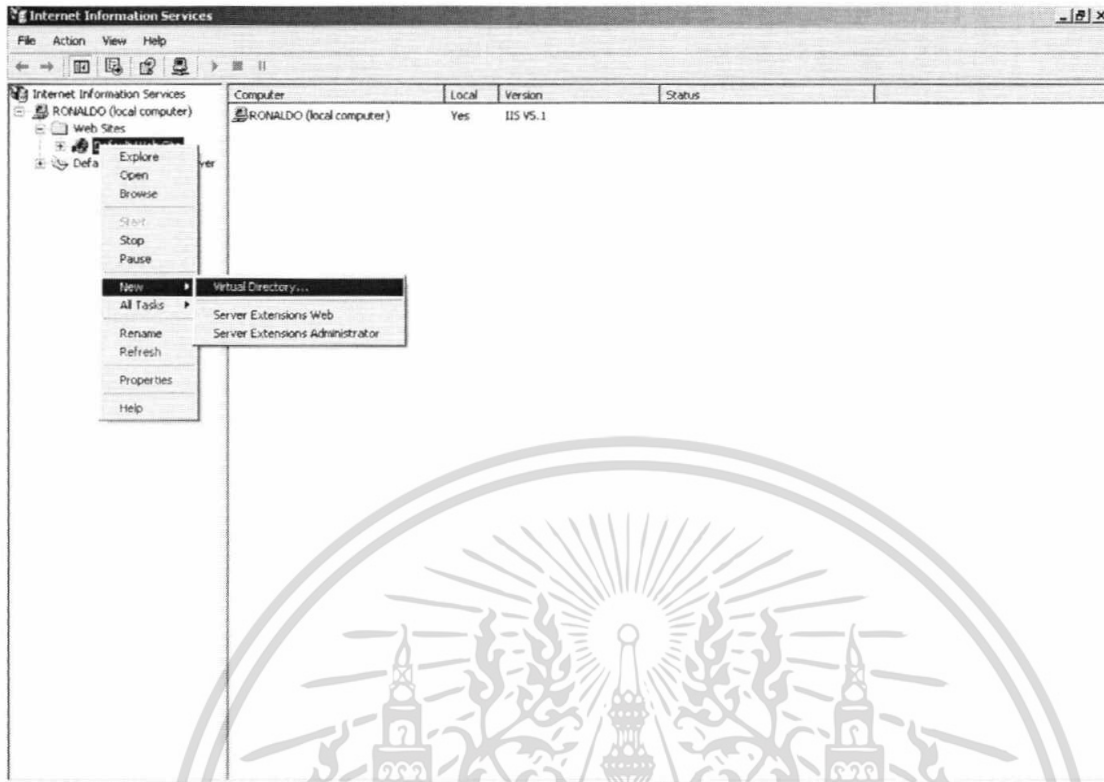 Internet Information Services
File Action View Help
Internet Information Services
RONALDO (local computer)
Web Sites
Computer Local Version Status
RONALDO (local computer) Yes IIS V5.1
Explore
Open
Browse
Start
Stop
Pause
New
All Tasks
Rename
Refresh
Properties
Help
Virtual Directory...
Server Extensions Web
Server Extensions Administrator